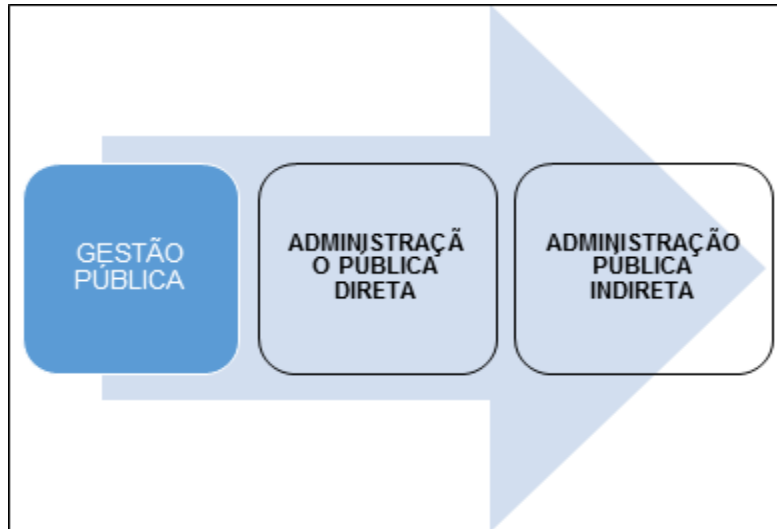 GESTÃO
PÚBLICA
ADMINISTRAÇÃ
O PÚBLICA
DIRETA
ADMINISTRAÇÃO
PÚBLICA
INDIRETA